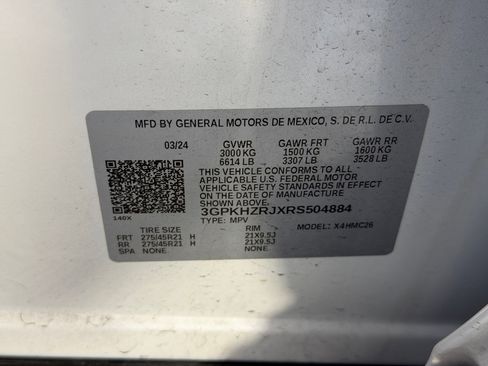 MFD BY GENERAL MOTORS DE MEXICO, S. DE R.L. DE C.V.
03/24 GVWR GAWR FRT GAWR RR
3000 KG 1500 KG 1600 KG
6614 LB 3307 LB 3528 LB
THIS VEHICLE CONFORMS TO ALL
APPLICABLE U.S. FEDERAL MOTOR
VEHICLE SAFETY STANDARDS IN EFFECT
ON THE DATE OF MANUFACTURE
SHOWN ABOVE.
3GPKHZRJXRS504884
140X TYPE: MPV MODEL: X4HMC26
TIRE SIZE RIM
FRT 275/45R21 H 21X9.5J
RR 275/45R21 H 21X9.5J
SPA NONE NONE